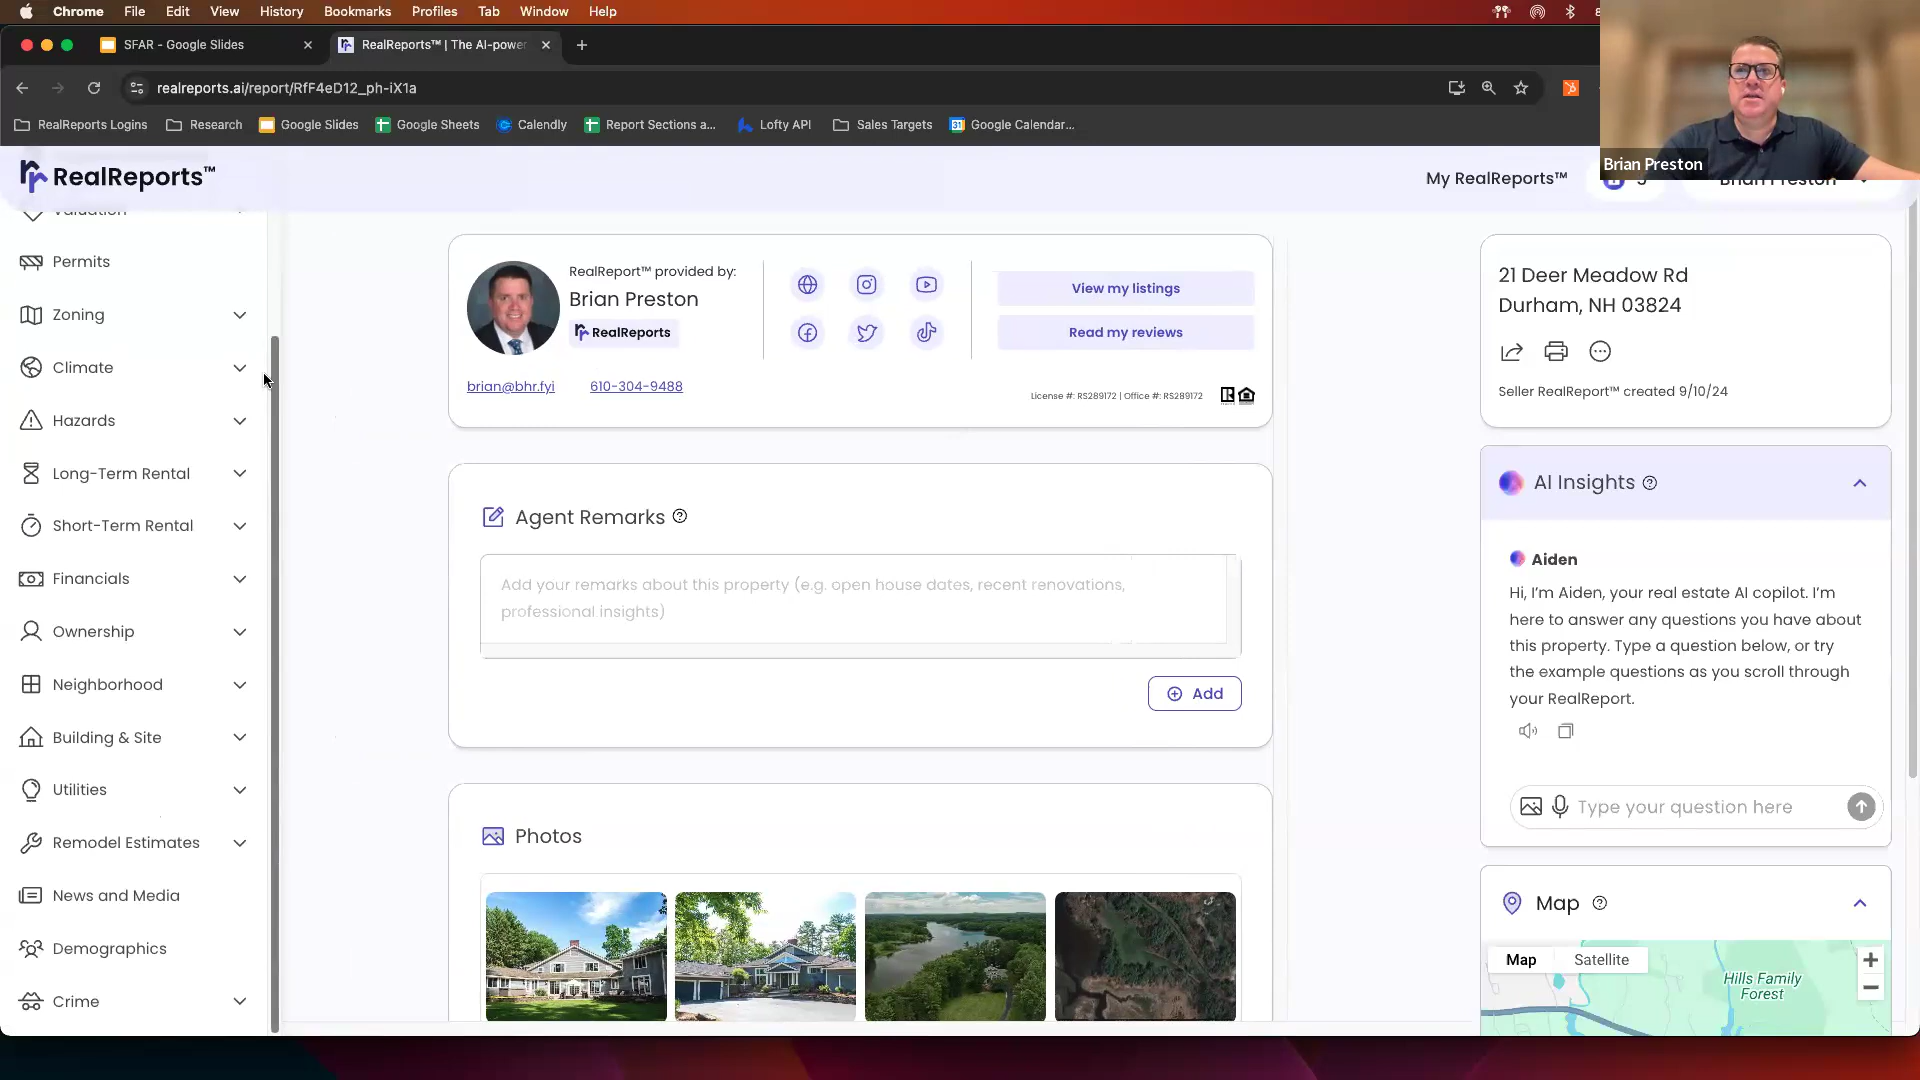 Chrome File Edit View History Bookmarks Profiles Tab Window Help
SFAR - Google Slides
RealReports™ | The AI-power
realreports.ai/report/RfF4eD12_ph-iX1a
RealReports Logins Research Google Slides Google Sheets Calendly Report Sections a... Lofty API Sales Targets Google Calendar...
Brian Preston
RealReports™
My RealReports™
Brian Preston
Valuation
Permits
Zoning
Climate
Hazards
Long-Term Rental
Short-Term Rental
Financials
Ownership
Neighborhood
Building & Site
Utilities
Remodel Estimates
News and Media
Demographics
Crime
RealReport™ provided by:
Brian Preston
RealReports
brian@bhr.fyi 610-304-9488
View my listings
Read my reviews
License #: RS289172 | Office #: RS289172
Agent Remarks
Add your remarks about this property (e.g. open house dates, recent renovations,
professional insights)
Add
Photos
21 Deer Meadow Rd
Durham, NH 03824
Seller RealReport™ created 9/10/24
AI Insights
Aiden
Hi, I'm Aiden, your real estate AI copilot. I'm
here to answer any questions you have about
this property. Type a question below, or try
the example questions as you scroll through
your RealReport.
Type your question here
Map
Map Satellite
Hills Family
Forest